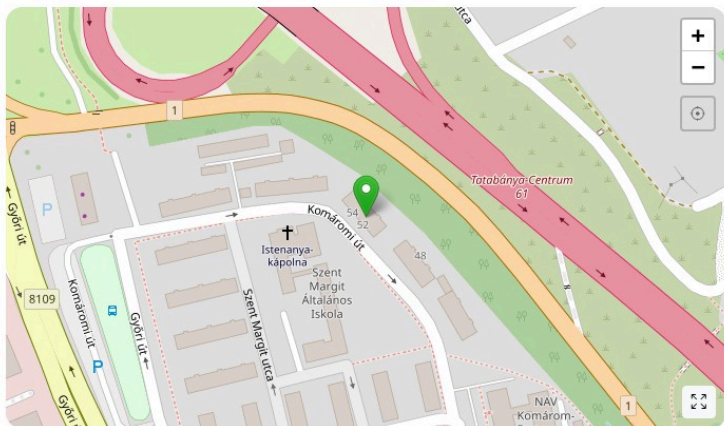 utca
+
−
1
Tatabánya-Centrum
61
P
Komáromi út
54
52
Győri út
Istenanya-
kápolna
48
Szent
Margit
Általános
Iskola
8109
Komáromi út
Győri út
Szent Margit utca
P
Győri út
1
NAV
Komárom-